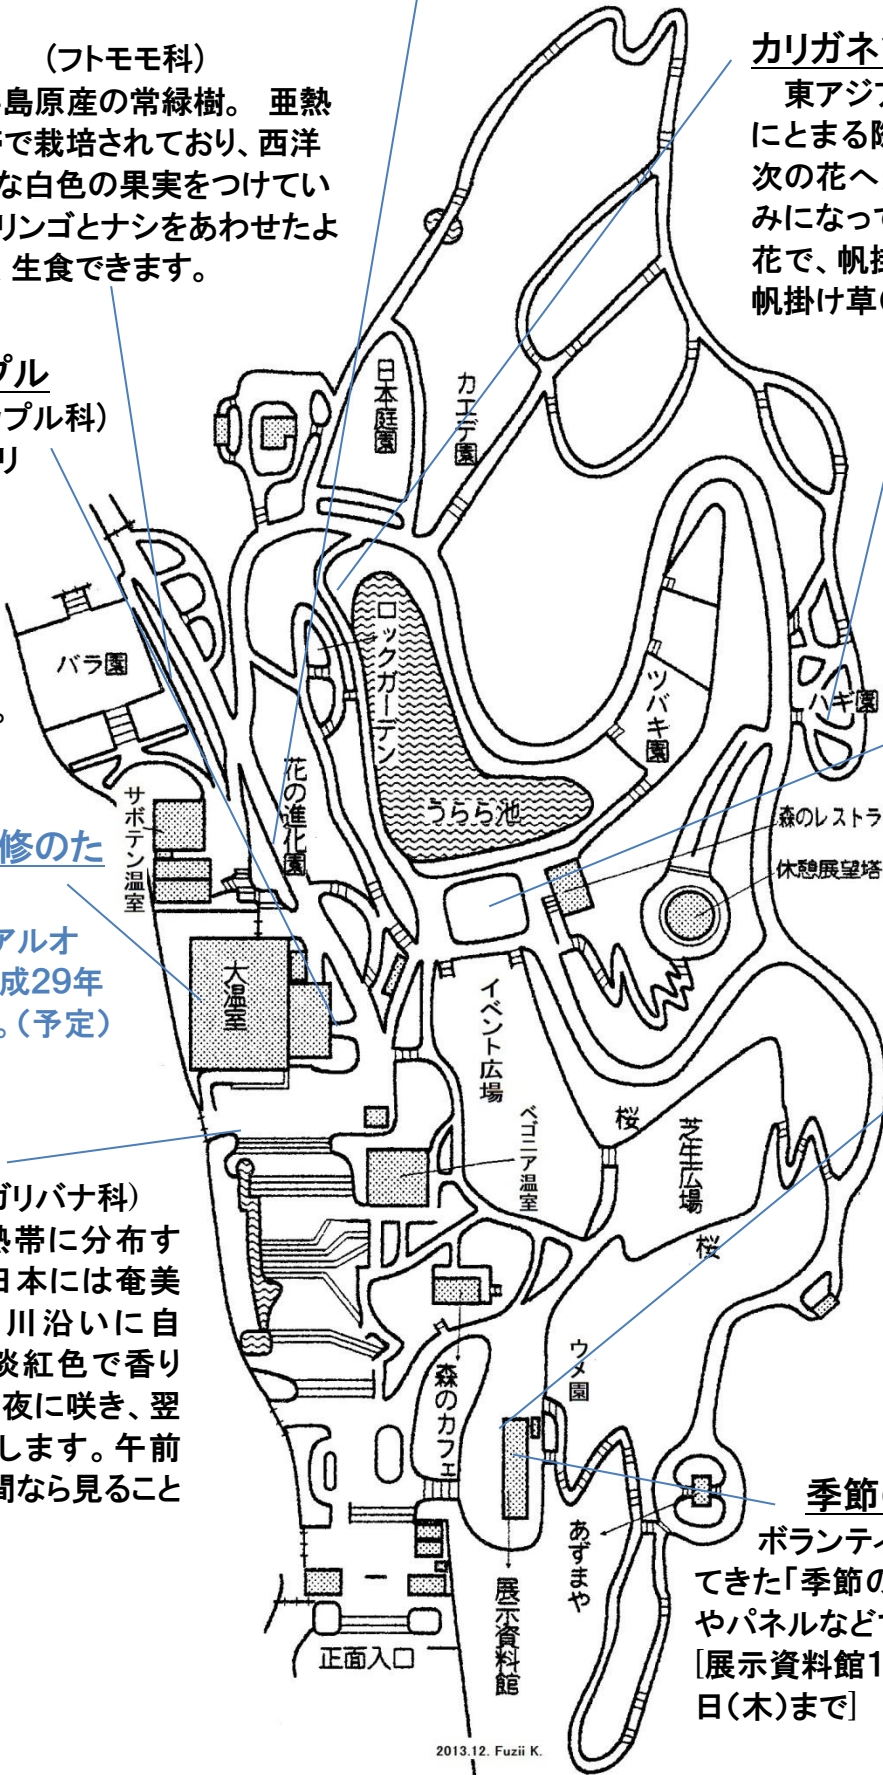 (フトモモ科)
島原産の常緑樹。 亜熱
帯で栽培されており、西洋
な白色の果実をつけてい
リンゴとナシをあわせたよ
生食できます。
カリガネ
東アジア
にとまる際
次の花へ
みになって
花で、帆掛
帆掛け草の
プル
ップル科)
リ
。
修のた
アルオ
成29年
。(予定)
ガリバナ科)
熱帯に分布す
日本には奄美
川沿いに自
淡紅色で香り
夜に咲き、翌
します。午前
間なら見ること
日本庭園
カエデ園
バラ園
ロックガーデン
ツバキ園
ハギ園
サボテン温室
花の進化園
うらら池
森のレストラ
休憩展望塔
大温室
イベント広場
ベゴニア温室
桜
芝生広場
桜
ウメ園
森のカフェ
あずまや
展示資料館
正面入口
季節の
ボランティ
てきた「季節の
やパネルなどで
[展示資料館1
日(木)まで]
2013.12. Fuzii K.